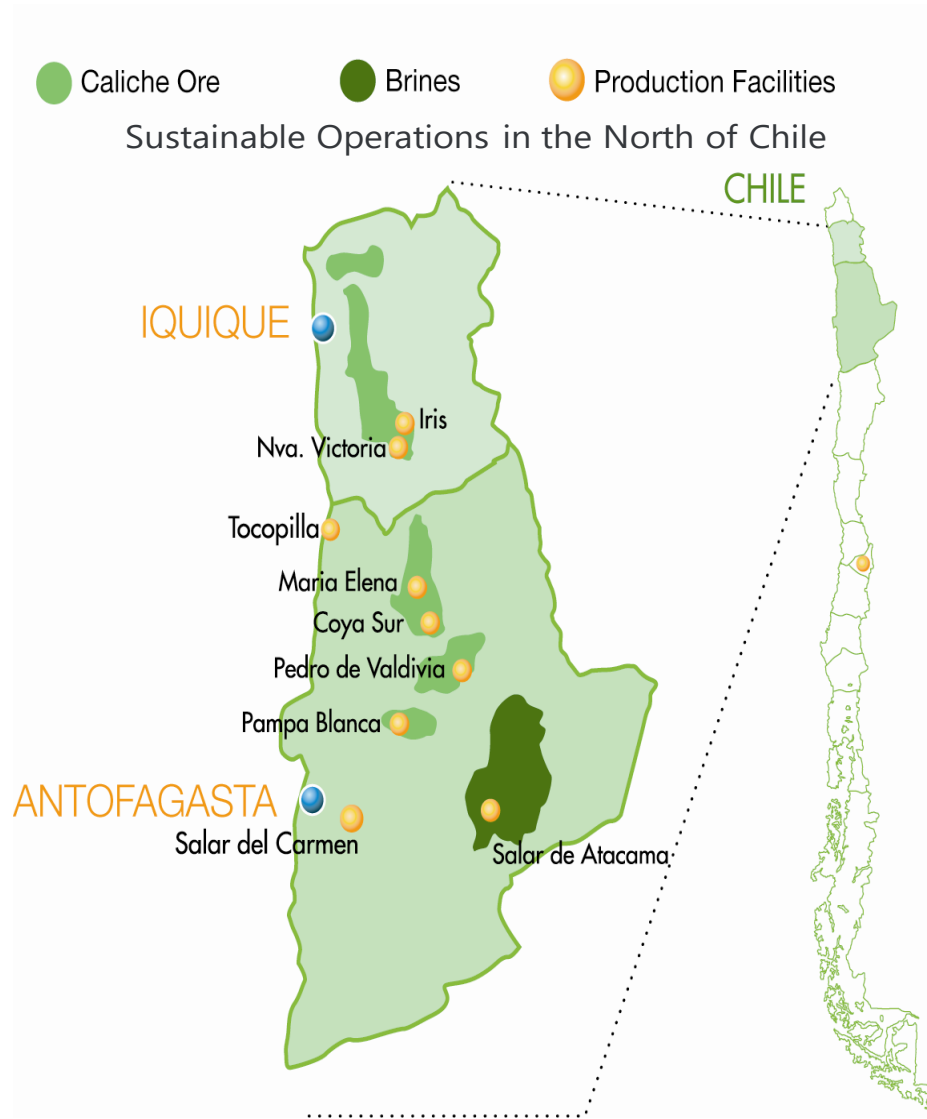 Caliche Ore
Brines
Production Facilities
Sustainable Operations in the North of Chile
CHILE
IQUIQUE
Iris
Nva. Victoria
Tocopilla
Maria Elena
Coya Sur
Pedro de Valdivia
Pampa Blanca
ANTOFAGASTA
Salar del Carmen
Salar de Atacama